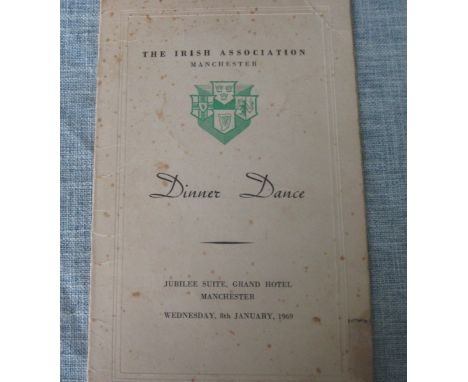 THE IRISH ASSOCIATION
MANCHESTER
Dinner Dance
JUBILEE SUITE, GRAND HOTEL
MANCHESTER
WEDNESDAY, 8th JANUARY, 1969